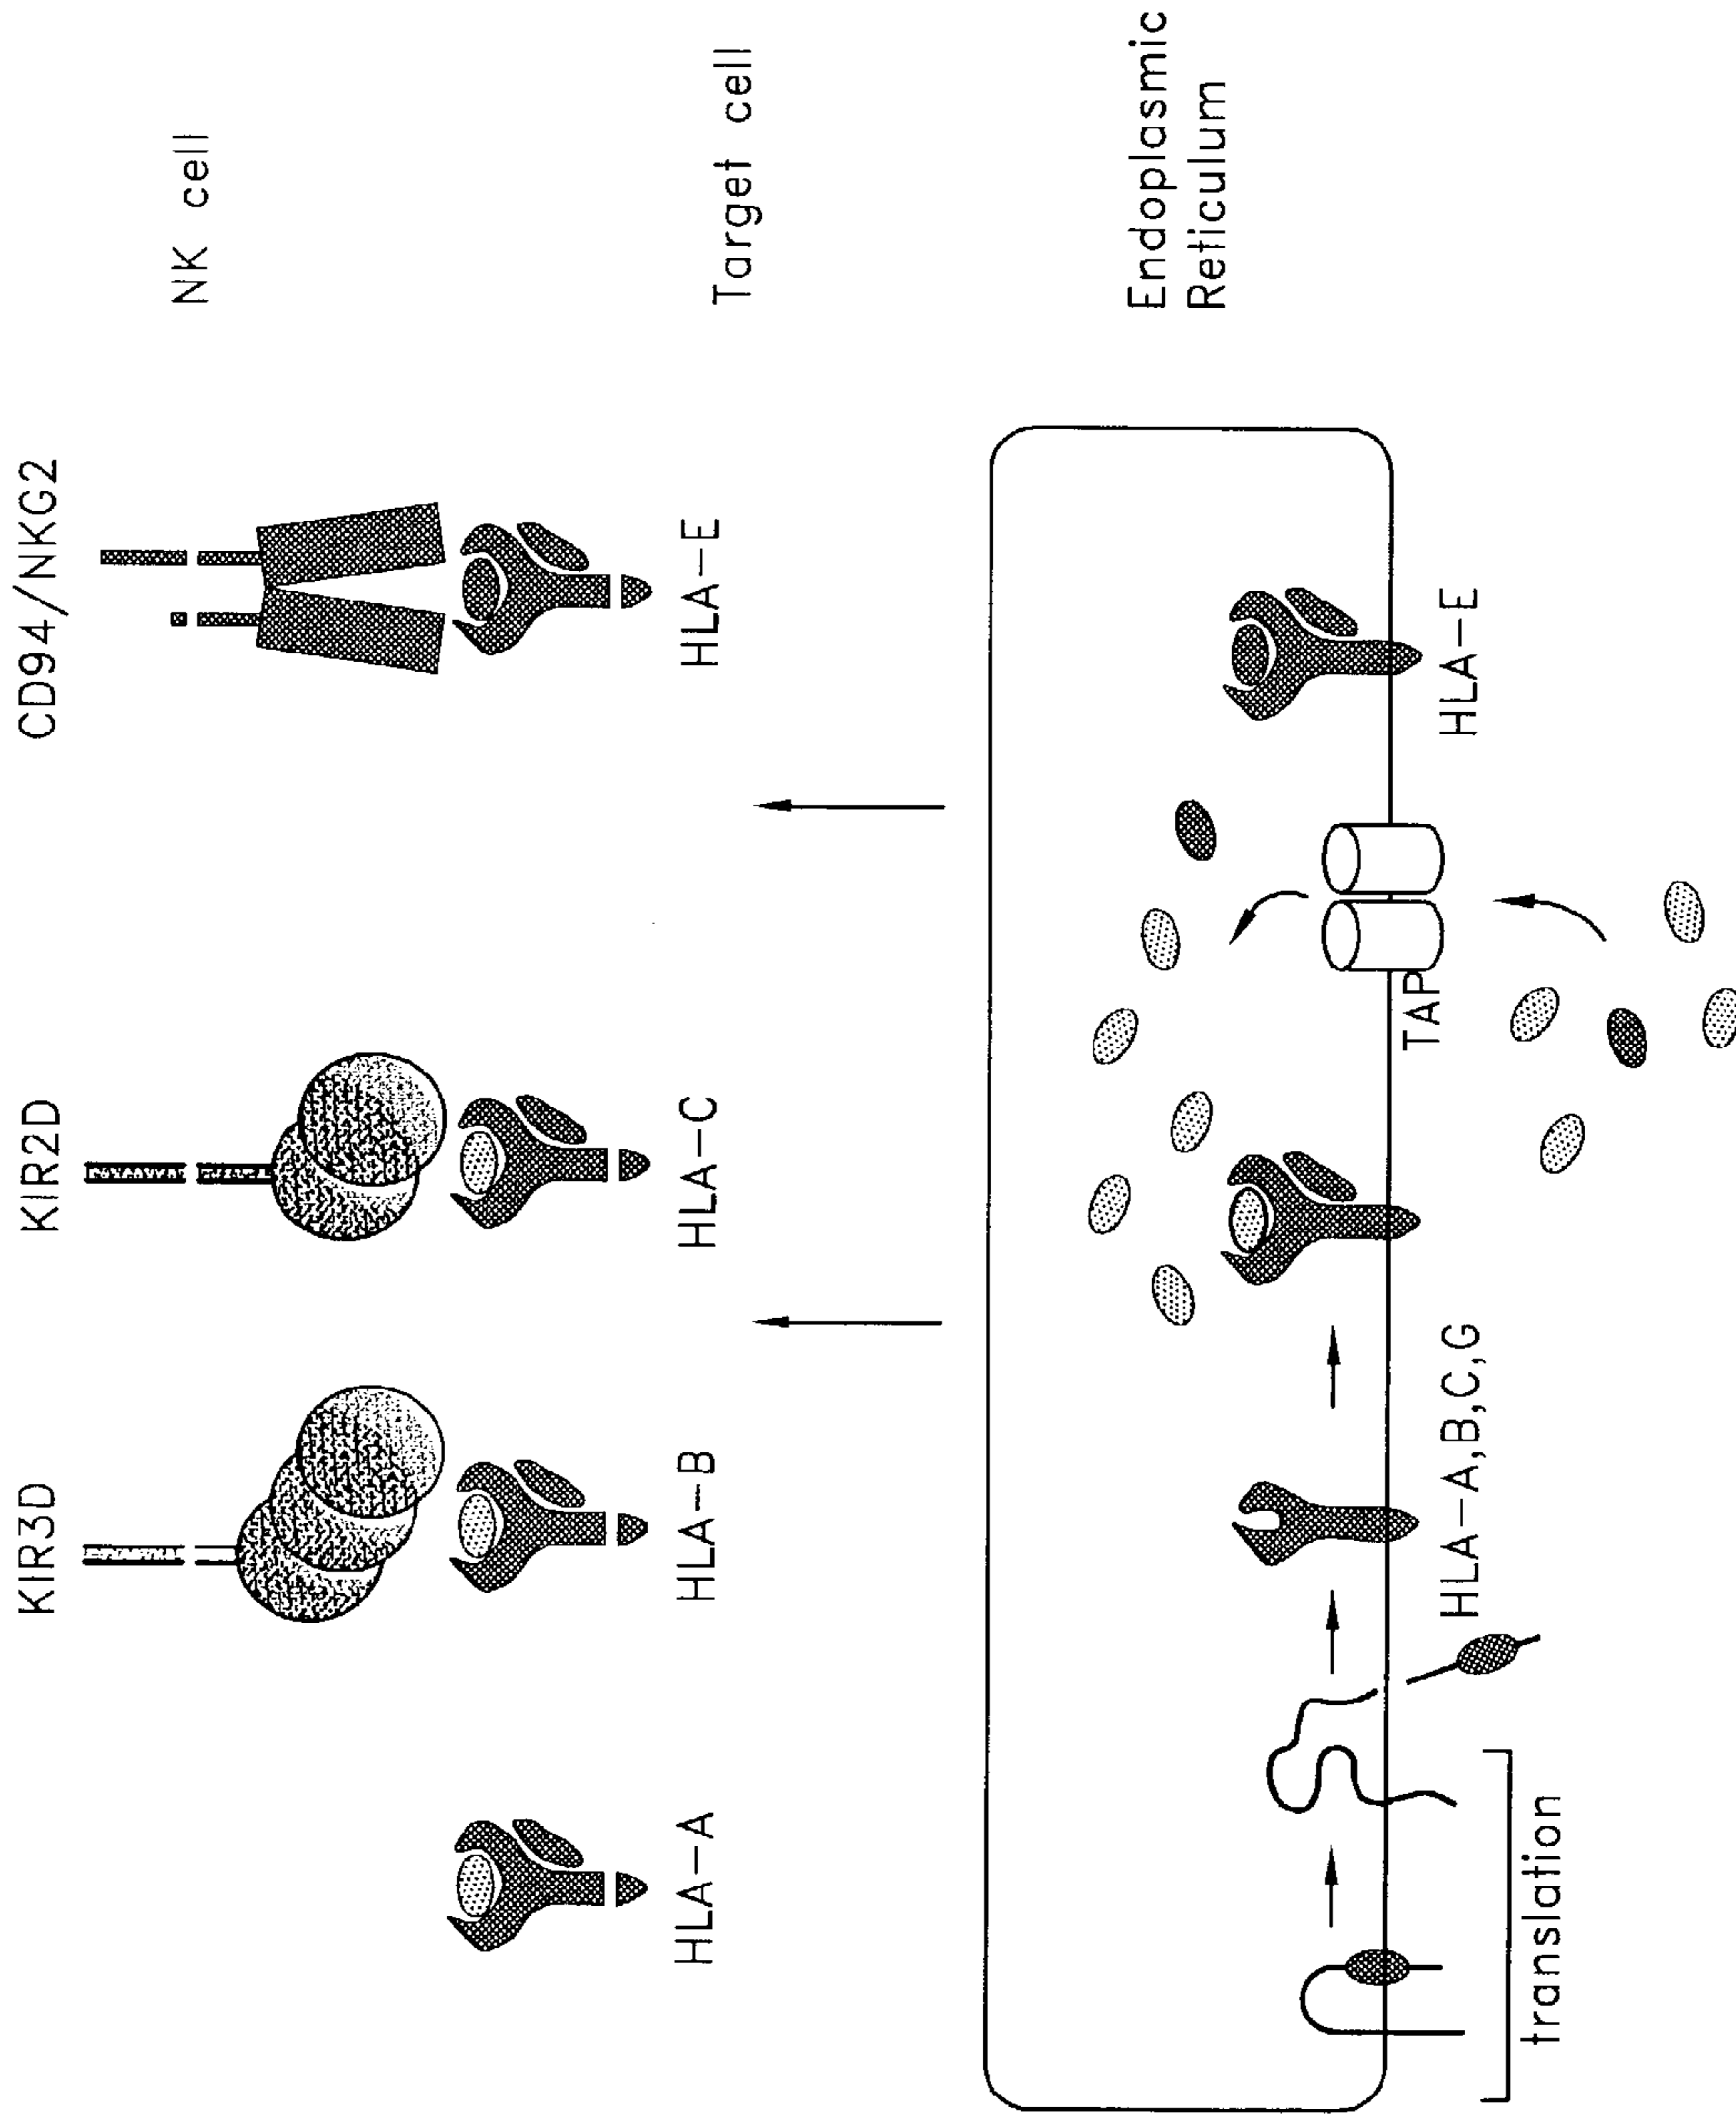 KIR3D
KIR2D
CD94/NKG2
NK cell
HLA-A
HLA-B
HLA-C
HLA-E
Target cell
Endoplasmic
Reticulum
TAP
HLA-A,B,C,G
HLA-E
translation